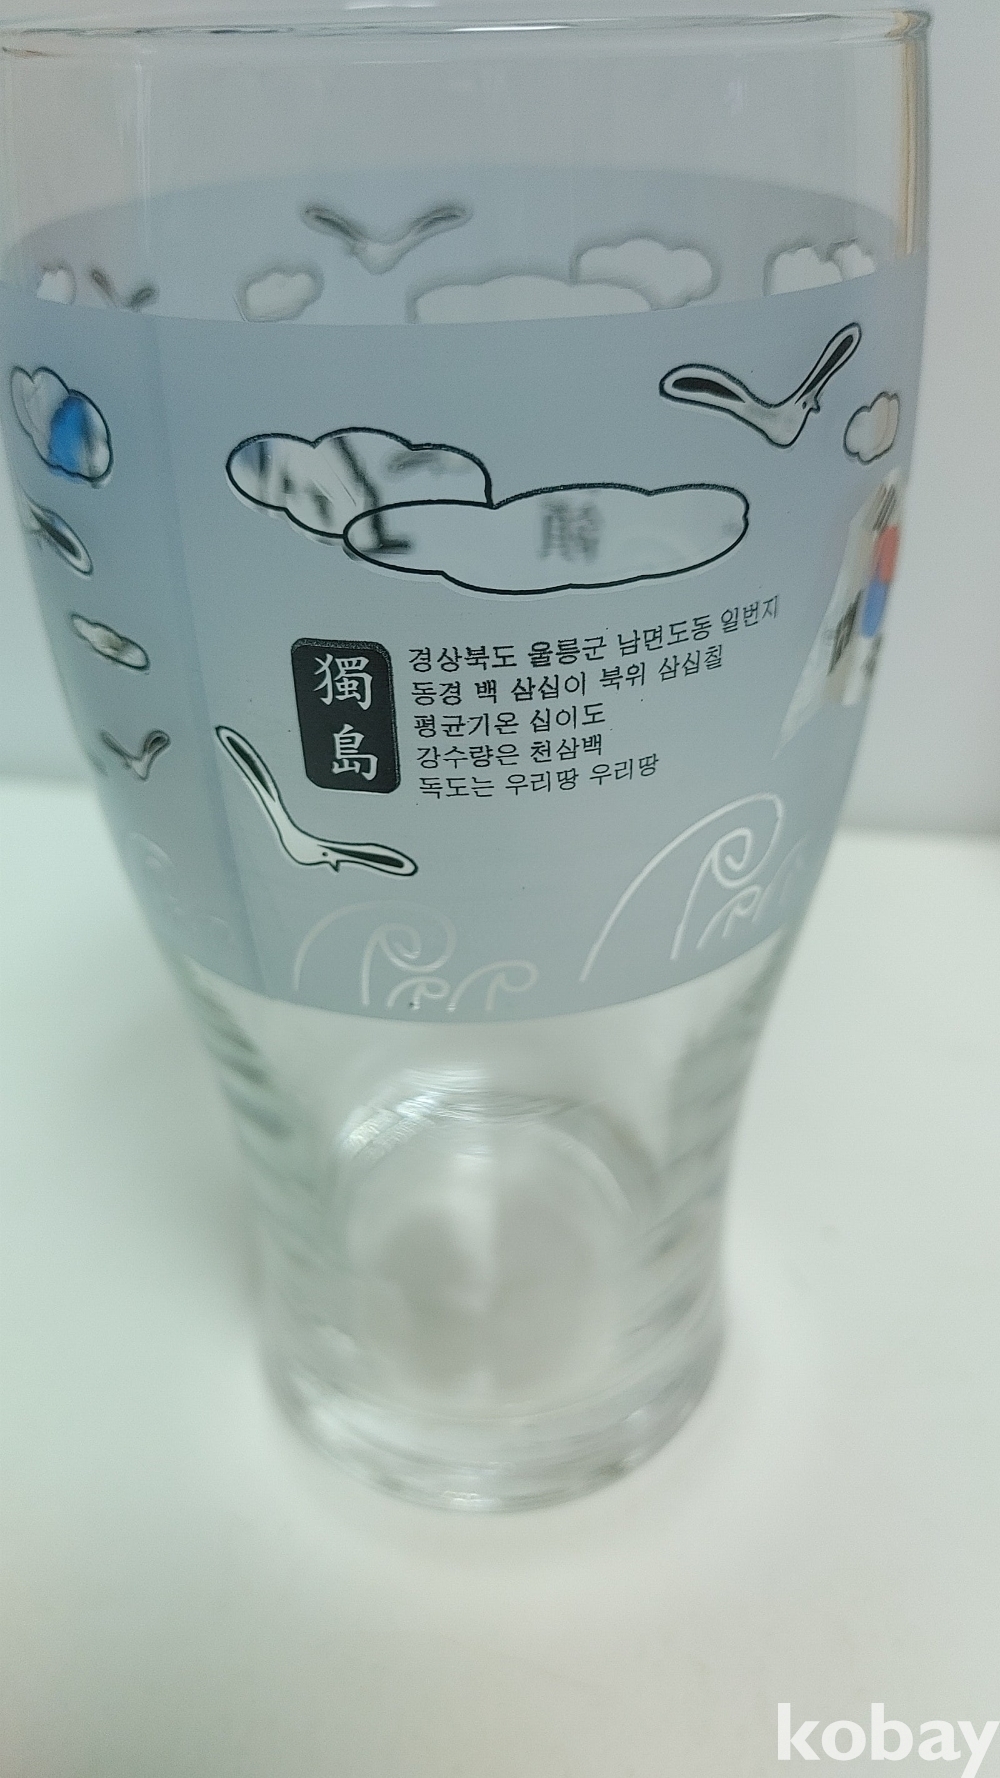 獨島
경상북도 울릉군 남면도동 일번지
동경 백 삼십이 북위 삼십칠
평균기온 십이도
강수량은 천삼백
독도는 우리땅 우리땅
kobay